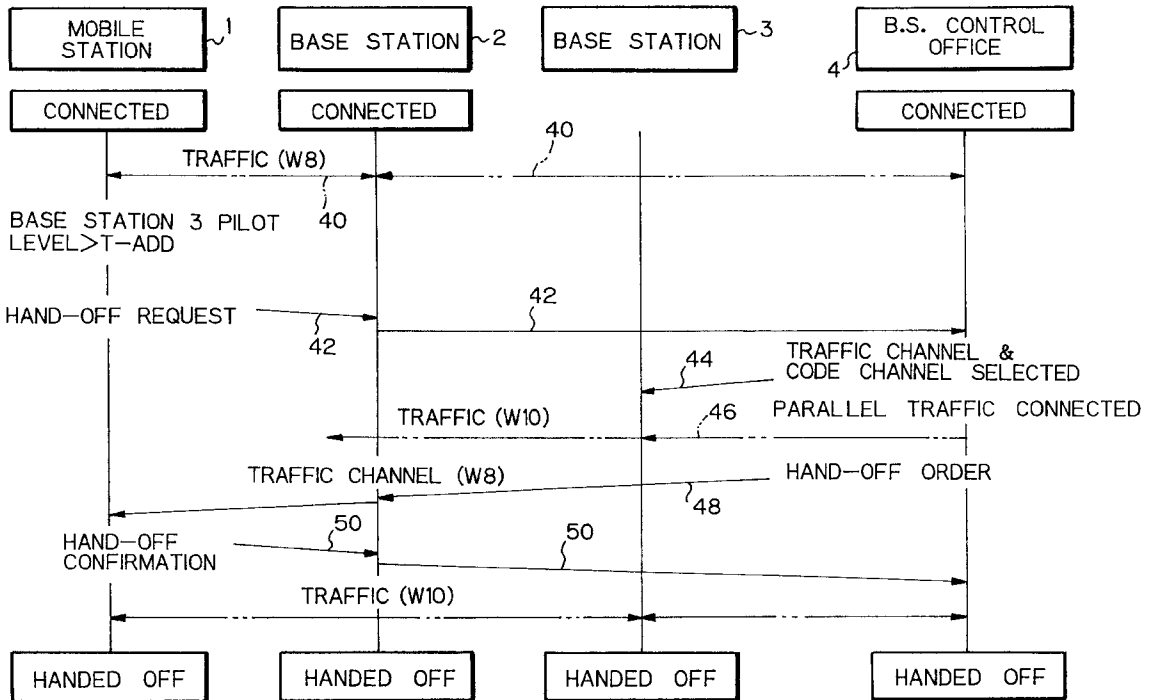 MOBILE
STATION
1
BASE STATION
2
BASE STATION
3
B.S. CONTROL
OFFICE
4
CONNECTED
CONNECTED
CONNECTED
TRAFFIC (W8)
40
40
BASE STATION 3 PILOT
LEVEL>T-ADD
HAND-OFF REQUEST
42
42
TRAFFIC CHANNEL &
CODE CHANNEL SELECTED
44
PARALLEL TRAFFIC CONNECTED
46
TRAFFIC (W10)
HAND-OFF ORDER
48
TRAFFIC CHANNEL (W8)
HAND-OFF
CONFIRMATION
50
50
TRAFFIC (W10)
HANDED OFF
HANDED OFF
HANDED OFF
HANDED OFF